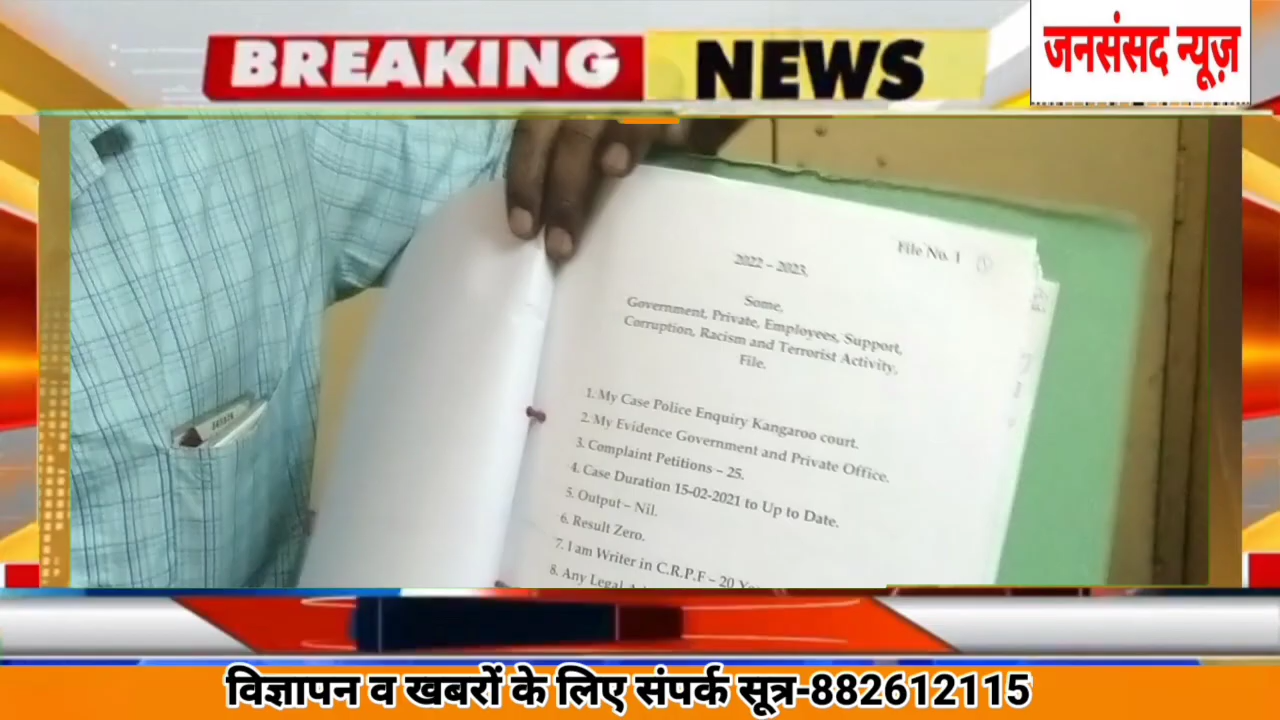 BREAKING NEWS
जनसंसद न्यूज़
File No. 1
2022 – 2023,
Some,
Government, Private, Employees, Support,
Corruption, Racism and Terrorist Activity,
File.
1. My Case Police Enquiry Kangaroo court.
2. My Evidence Government and Private Office.
3. Complaint Petitions – 25.
4. Case Duration 15-02-2021 to Up to Date.
5. Output – Nil.
6. Result Zero.
7. I am Writer in C.R.P.F – 20
8. Any Legal
विज्ञापन व खबरों के लिए संपर्क सूत्र-882612115